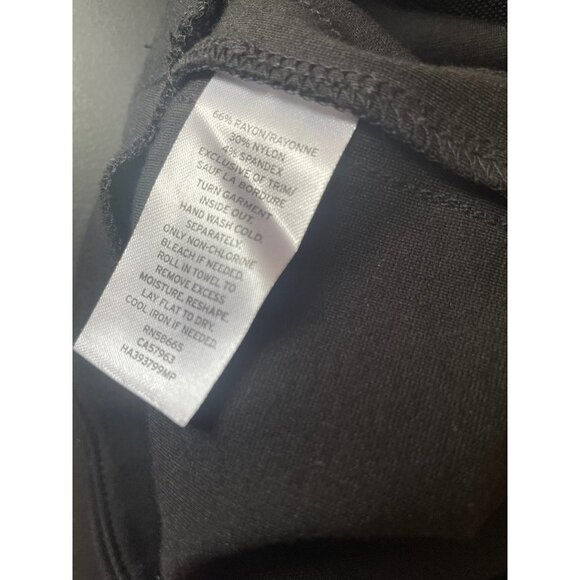 66% RAYON/RAYONNE
30% NYLON
4% SPANDEX
EXCLUSIVE OF TRIM/
SAUF LA BORDURE
TURN GARMENT
INSIDE OUT.
HAND WASH COLD.
SEPARATELY.
ONLY NON-CHLORINE
BLEACH IF NEEDED.
ROLL IN TOWEL TO
REMOVE EXCESS
MOISTURE. RESHAPE.
LAY FLAT TO DRY.
COOL IRON IF NEEDED.
RN58665
CA57963
HA393799MP